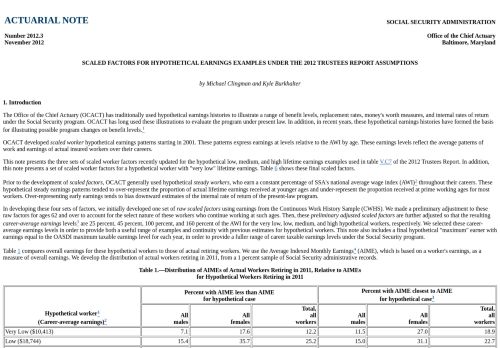 ACTUARIAL NOTE
SOCIAL SECURITY ADMINISTRATION
Number 2012.3
November 2012
Office of the Chief Actuary
Baltimore, Maryland
SCALED FACTORS FOR HYPOTHETICAL EARNINGS EXAMPLES UNDER THE 2012 TRUSTEES REPORT ASSUMPTIONS
by Michael Clingman and Kyle Burkhalter
1. Introduction
The Office of the Chief Actuary (OCACT) has traditionally used hypothetical earnings histories to illustrate a range of benefit levels, replacement rates, money's worth measures, and internal rates of return
under the Social Security program. OCACT has long used these illustrations to evaluate the program under present law. In addition, in recent years, these hypothetical earnings histories have formed the basis
for illustrating possible program changes on benefit levels.1
OCACT developed scaled worker hypothetical earnings patterns starting in 2001. These patterns express earnings at levels relative to the AWI by age. These earnings levels reflect the average patterns of
work and earnings of actual insured workers over their careers.
This note presents the three sets of scaled worker factors recently updated for the hypothetical low, medium, and high lifetime earnings examples used in table V.C7 of the 2012 Trustees Report. In addition,
this note presents a set of scaled worker factors for a hypothetical worker with "very low" lifetime earnings. Table 6 shows these final scaled factors.
Prior to the development of scaled factors, OCACT generally used hypothetical steady workers, who earn a constant percentage of SSA's national average wage index (AWI)2 throughout their careers. These
hypothetical steady earnings patterns tended to over-represent the proportion of actual lifetime earnings received at younger ages and under-represent the proportion received at prime working ages for most
workers. Over-representing early earnings tends to bias downward estimates of the internal rate of return of the present-law program.
In developing these four sets of factors, we initially developed one set of raw scaled factors using earnings from the Continuous Work History Sample (CWHS). We made a preliminary adjustment to these
raw factors for ages 62 and over to account for the select nature of these workers who continue working at such ages. Then, these preliminary adjusted scaled factors are further adjusted so that the resulting
career-average earnings levels3 are 25 percent, 45 percent, 100 percent, and 160 percent of the AWI for the very low, low, medium, and high hypothetical workers, respectively. We selected these career-
average earnings levels in order to provide both a useful range of examples and continuity with previous estimates for hypothetical workers. This note also includes a final hypothetical "maximum" earner with
earnings equal to the OASDI maximum taxable earnings level for each year, in order to provide a fuller range of career taxable earnings levels under the Social Security program.
Table 1 compares overall earnings for these hypothetical workers to those of actual retiring workers. We use the Average Indexed Monthly Earnings4 (AIME), which is based on a worker's earnings, as a
measure of overall earnings. We develop the distribution of actual workers retiring in 2011, from a 1 percent sample of Social Security administrative records.
Table 1.—Distribution of AIMEs of Actual Workers Retiring in 2011, Relative to AIMEs
for Hypothetical Workers Retiring in 2011
Percent with AIME less than AIME
for hypothetical case
Percent with AIME closest to AIME
for hypothetical case
Hypothetical worker
(Career-average earnings)
All
males
All
females
Total,
all
workers
All
males
All
females
Total,
all
workers
Very Low ($10,413) 7.1 17.6 12.2 11.5 27.0 18.9
Low ($18,744) 15.4 35.7 25.2 15.0 31.1 22.7